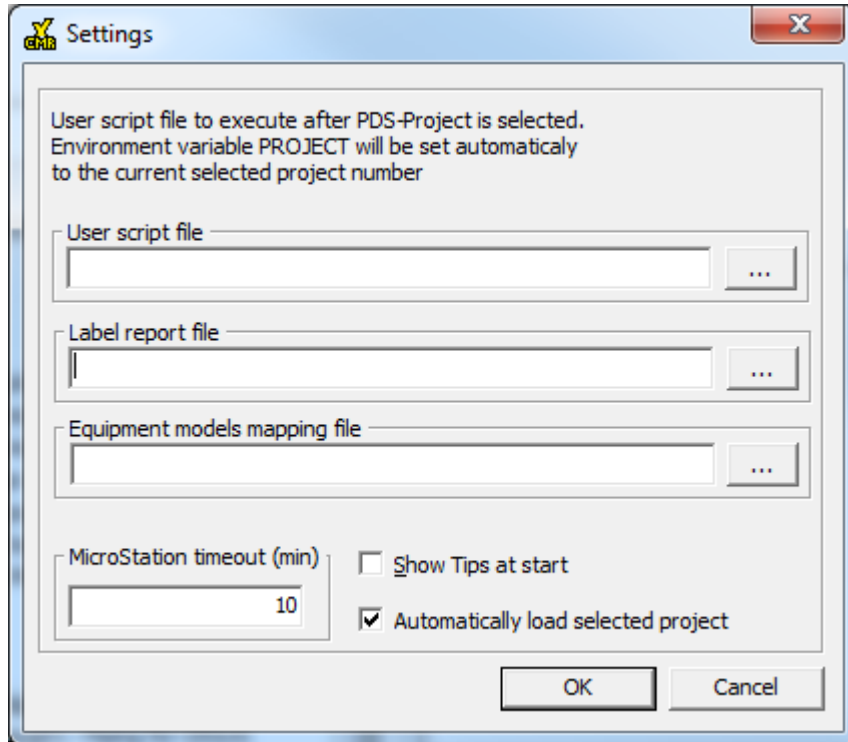 CMR
Settings
User script file to execute after PDS-Project is selected.
Environment variable PROJECT will be set automaticaly
to the current selected project number
User script file
...
Label report file
...
Equipment models mapping file
...
MicroStation timeout (min)
10
Show Tips at start
Automatically load selected project
OK
Cancel